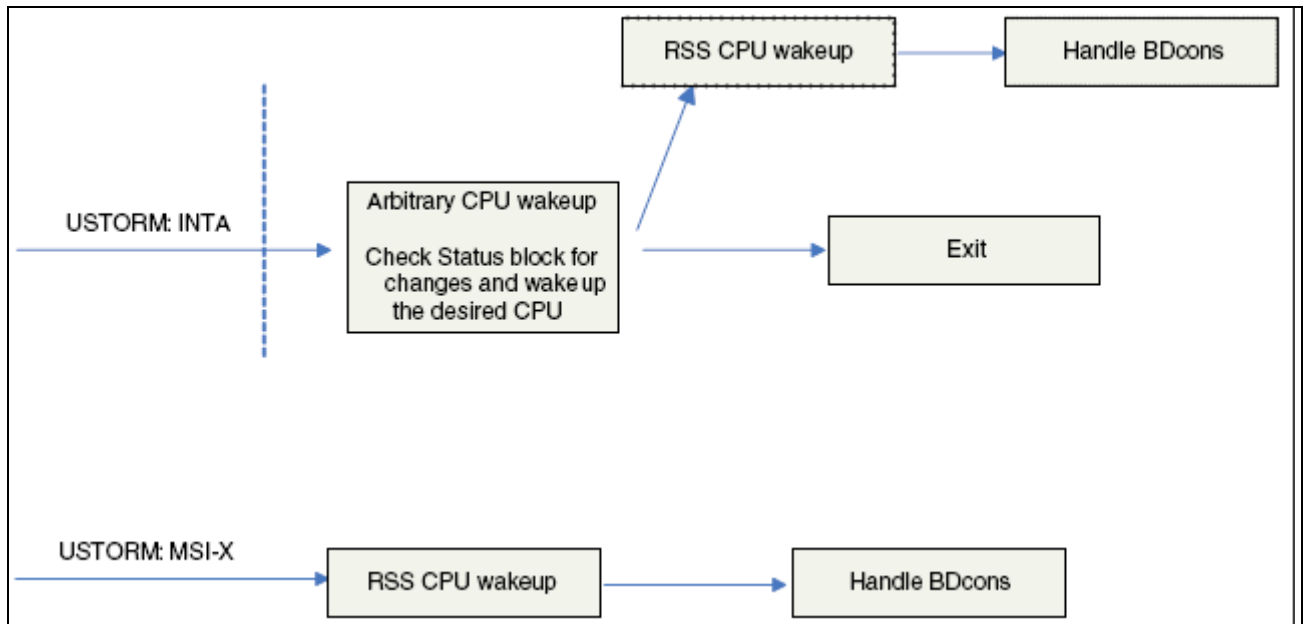 RSS CPU wakeup
Handle BDcons
USTORM: INTA
Arbitrary CPU wakeup
Check Status block for
changes and wake up
the desired CPU
Exit
USTORM: MSI-X
RSS CPU wakeup
Handle BDcons